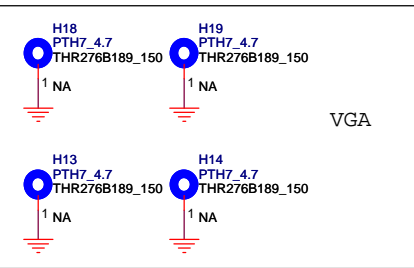 H18
PTH7_4.7
THR276B189_150
1 NA
H19
PTH7_4.7
THR276B189_150
1 NA
VGA
H13
PTH7_4.7
THR276B189_150
1 NA
H14
PTH7_4.7
THR276B189_150
1 NA